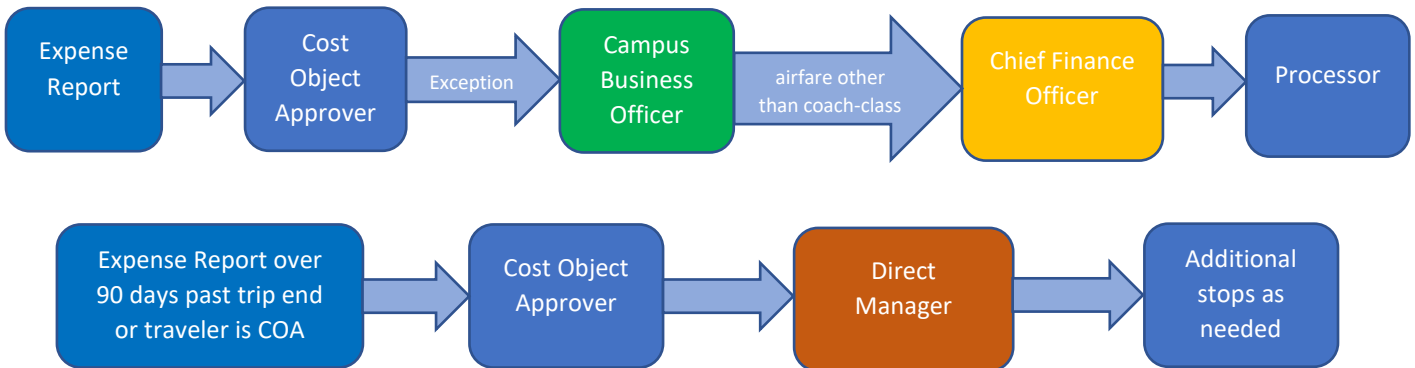 Expense
Report
Cost
Object
Approver
Exception
Campus
Business
Officer
airfare other
than coach-class
Chief Finance
Officer
Processor
Expense Report over
90 days past trip end
or traveler is COA
Cost Object
Approver
Direct
Manager
Additional
stops as
needed